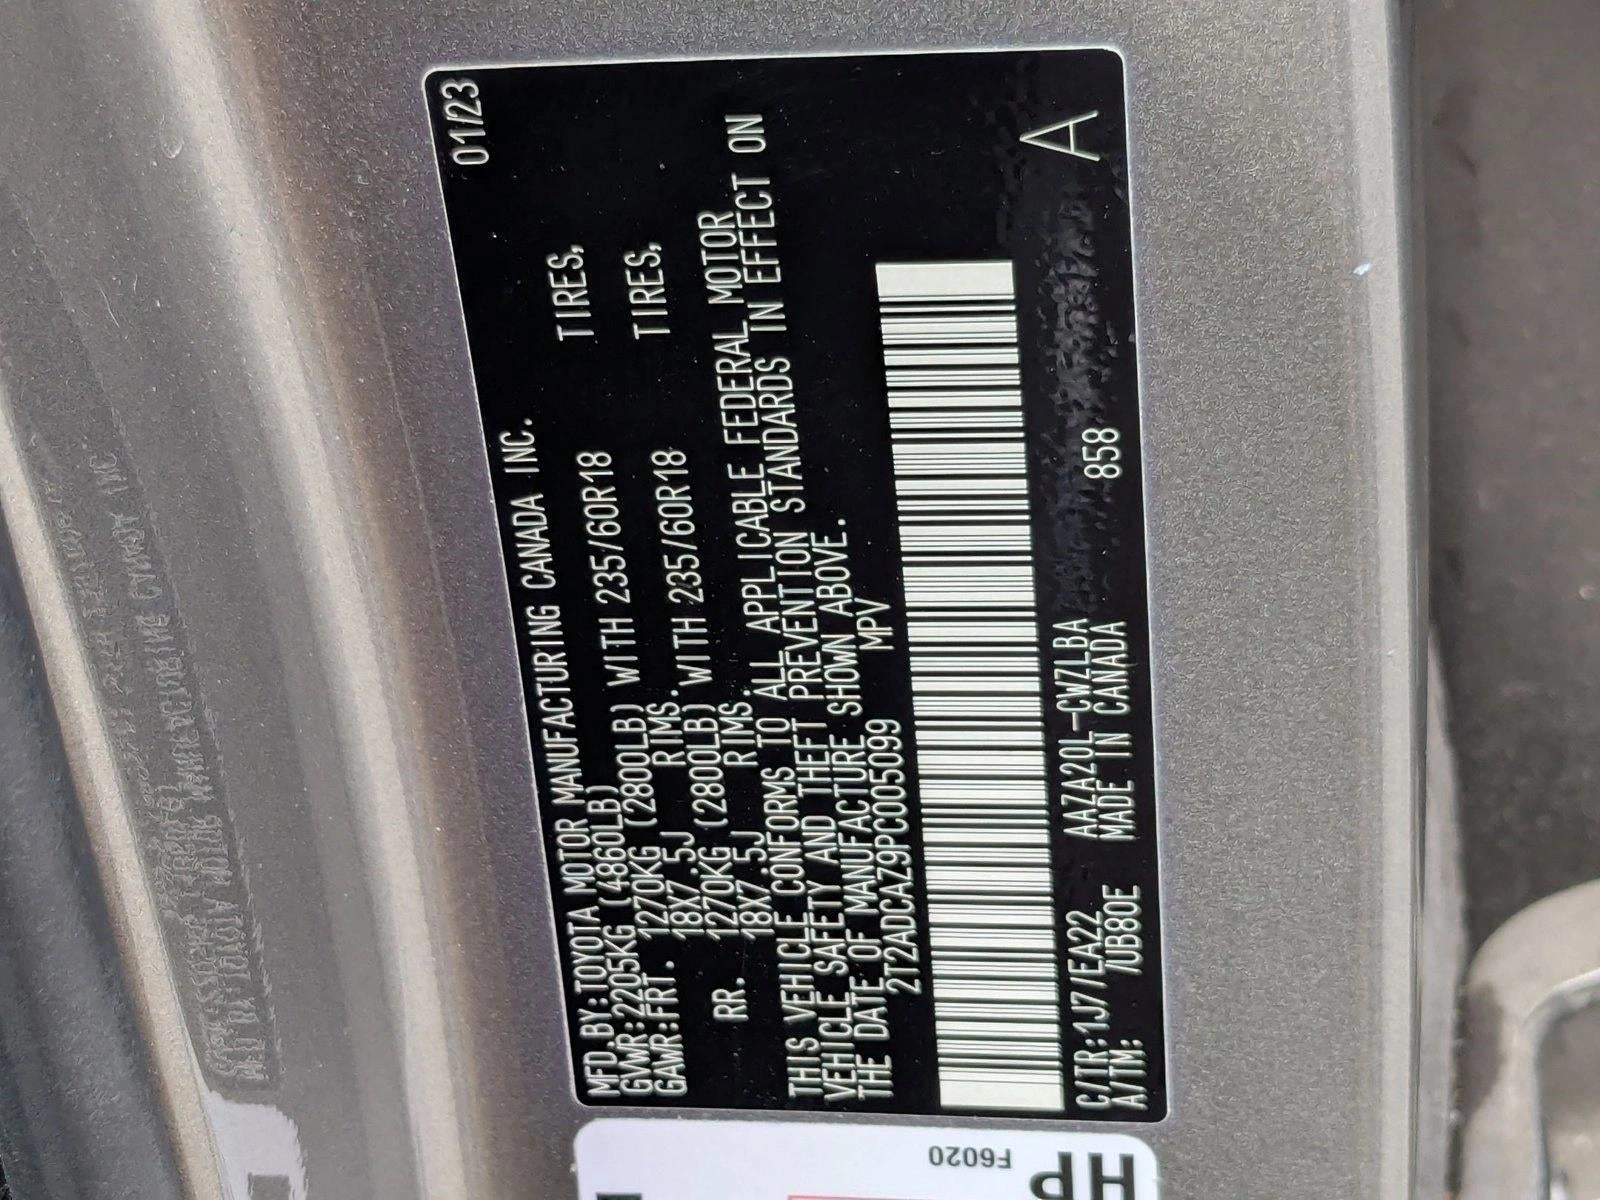 MFD.BY:TOYOTA MOTOR MANUFACTURING CANADA INC. 01/23
GVWR:2205KG (4860LB)
GAWR:FRT. 1270KG (2800LB) WITH 235/60R18 TIRES,
18X7.5J RIMS.
RR. 1270KG (2800LB) WITH 235/60R18 TIRES,
18X7.5J RIMS.
THIS VEHICLE CONFORMS TO ALL APPLICABLE FEDERAL MOTOR
VEHICLE SAFETY AND THEFT PREVENTION STANDARDS IN EFFECT ON
THE DATE OF MANUFACTURE SHOWN ABOVE.
2T2ADCAZ9PC005099 MPV
C/TR:1J7/EA22 AAZA20L-CWZLBA
A/TM: /UB80E MADE IN CANADA 858 A
F6020
HP